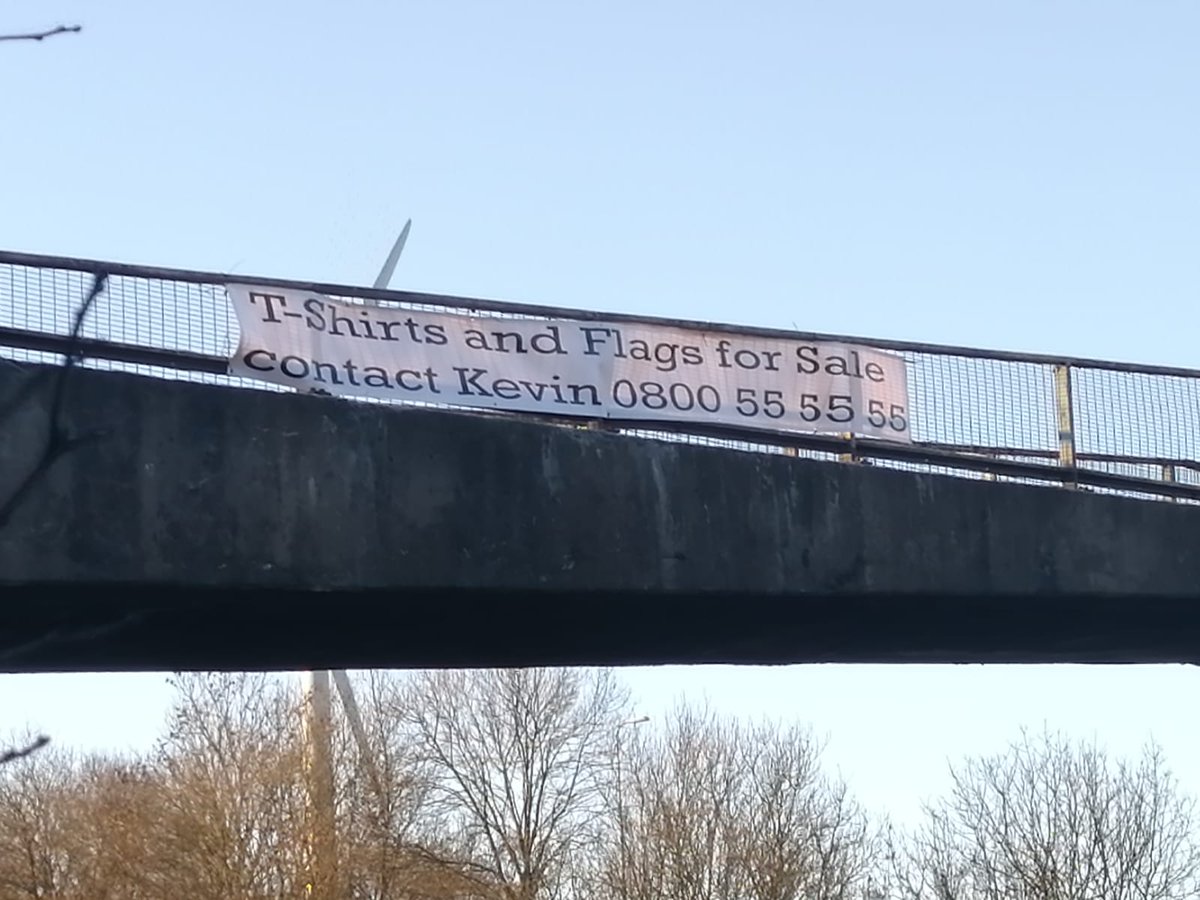 T-Shirts and Flags for Sale
contact Kevin 0800 55 55 55